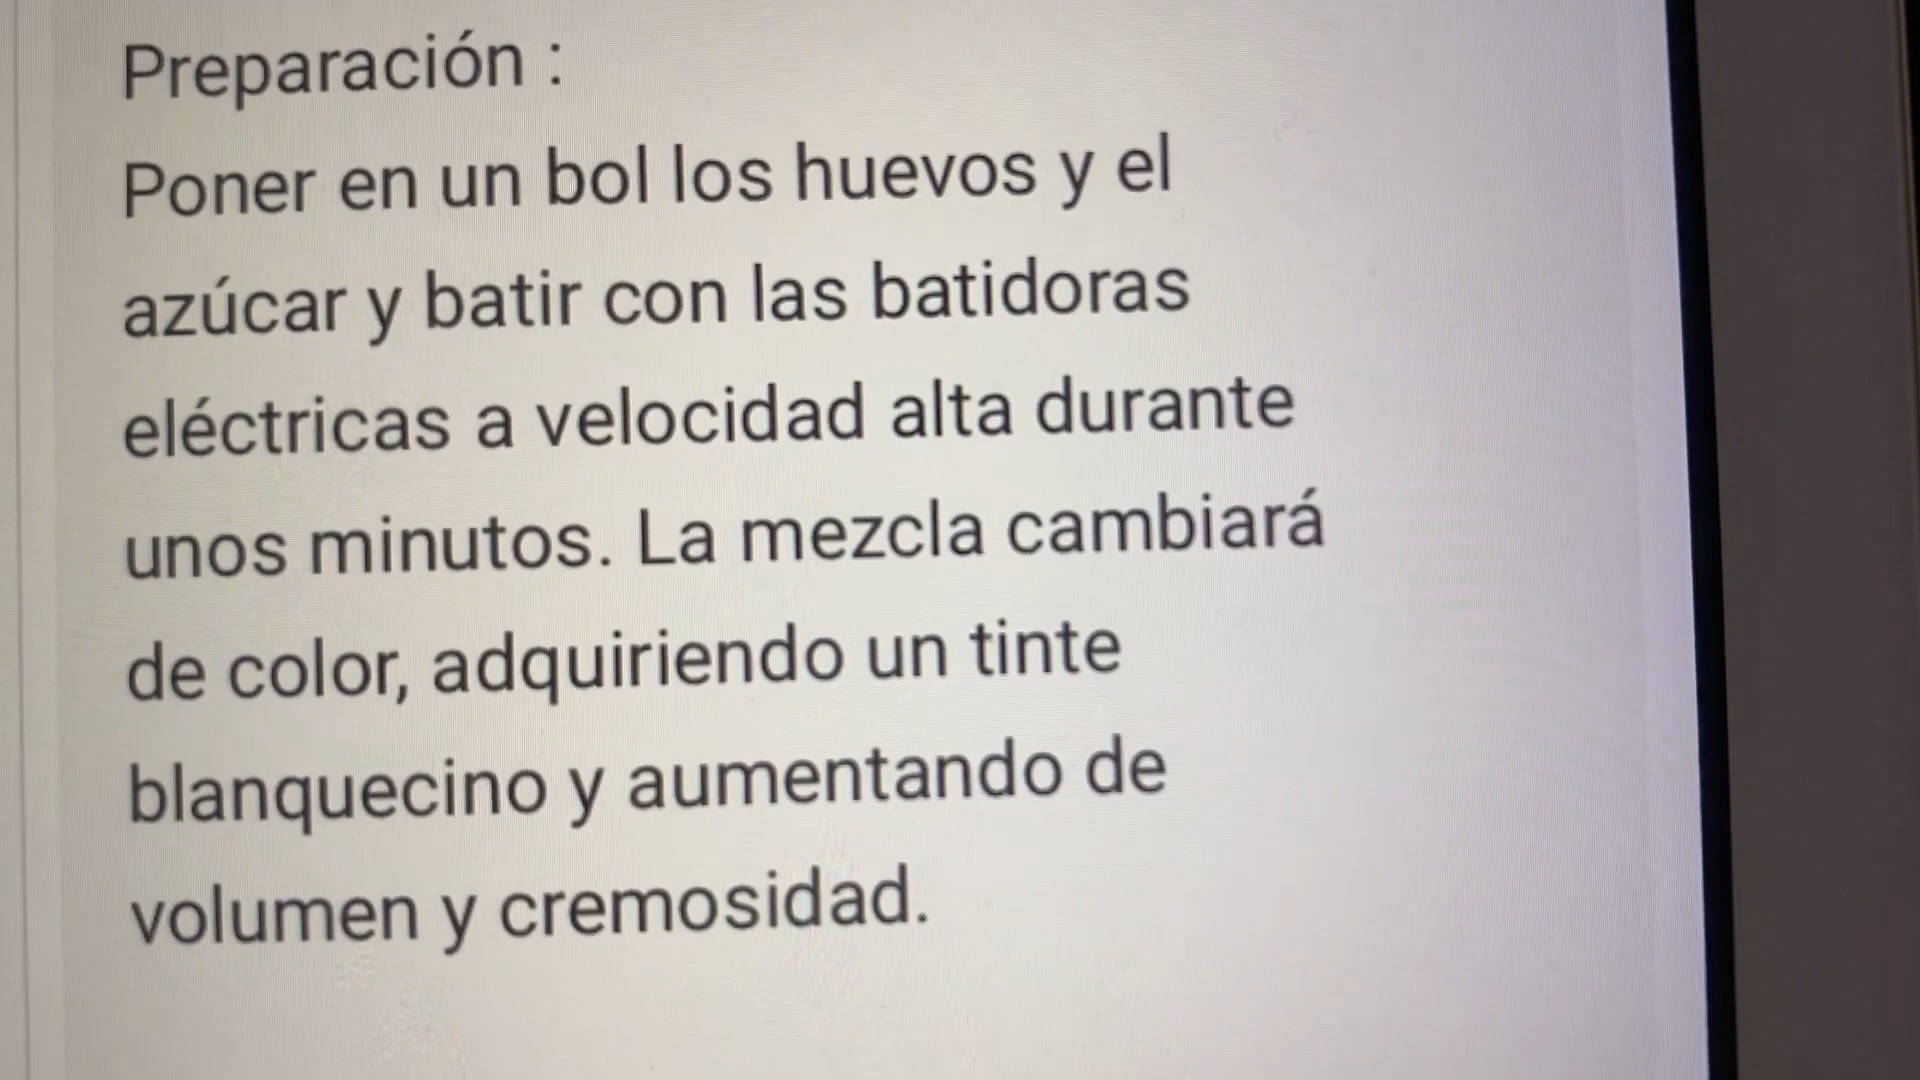 Preparación :
Poner en un bol los huevos y el
azúcar y batir con las batidoras
eléctricas a velocidad alta durante
unos minutos. La mezcla cambiará
de color, adquiriendo un tinte
blanquecino y aumentando de
volumen y cremosidad.